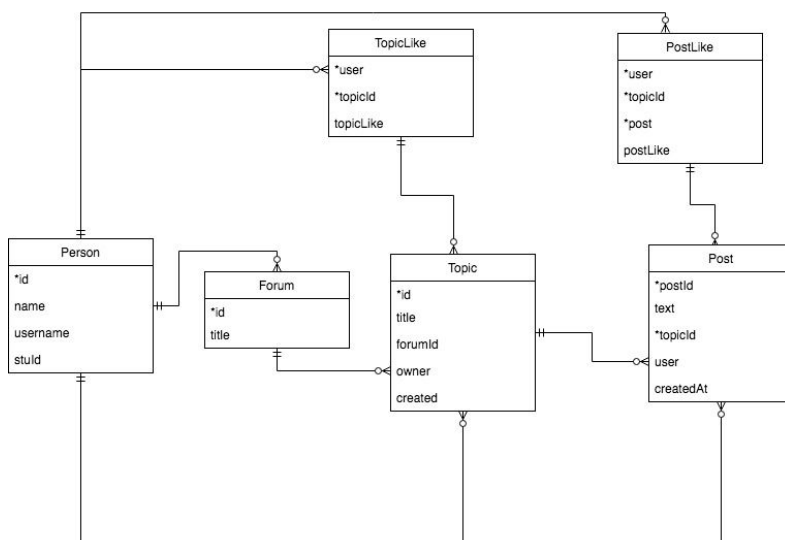 TopicLike
*user
*topicId
topicLike
PostLike
*user
*topicId
*post
postLike
Person
*id
name
username
stuId
Forum
*id
title
Topic
*id
title
forumId
owner
created
Post
*postId
text
*topicId
user
createdAt